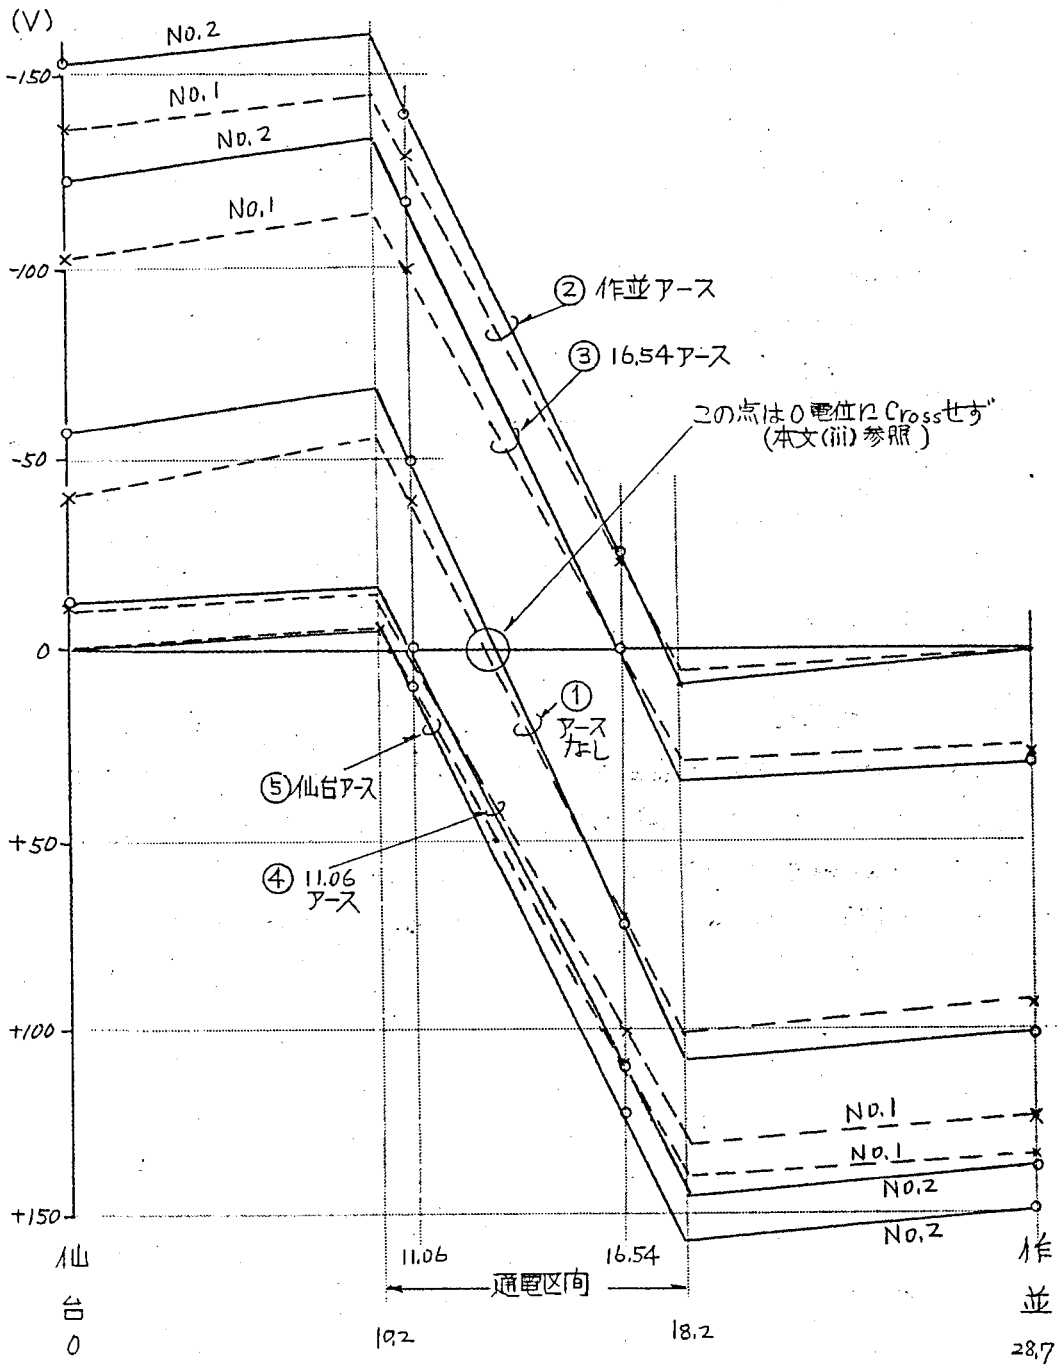 (V)
No.2
-150
No.1
No.2
No.1
-100
② 作並アース
③ 16.54アース
この点は0電位にCrossせず
(本文(iii)参照)
-50
0
①
アース
なし
⑤仙台アース
+50
④ 11.06
アース
+100
No.1
No.1
No.2
No.2
+150
仙
台
0
11.06
16.54
通電区間
10.2
18.2
作
並
28.7